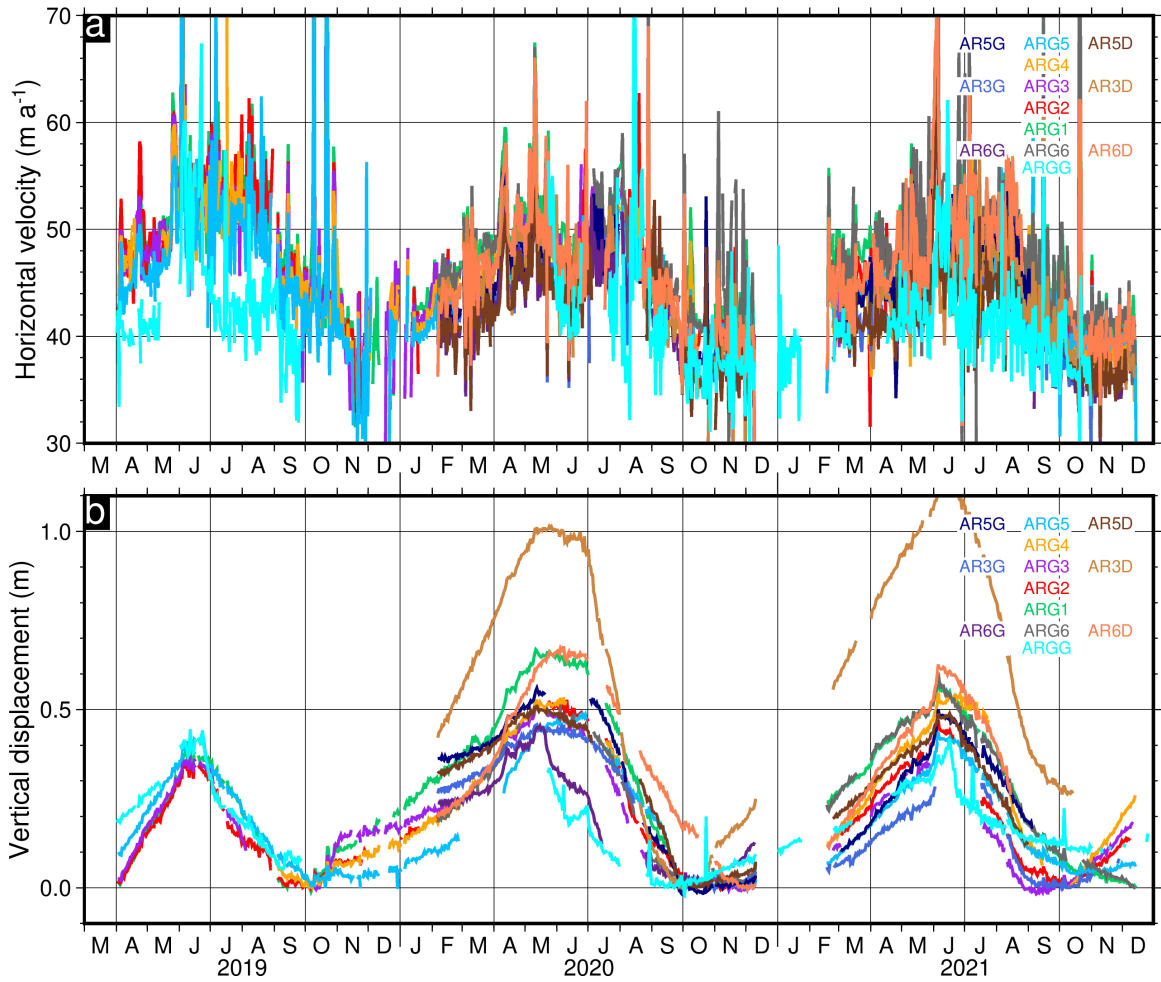 a
70
60
50
40
30
Horizontal velocity (m a-1)
AR5G ARG5 AR5D
ARG4
AR3G ARG3 AR3D
ARG2
ARG1
AR6G ARG6 AR6D
ARGG
M A M J J A S O N D J F M A M J J A S O N D J F M A M J J A S O N D
b
1.0
0.5
0.0
Vertical displacement (m)
AR5G ARG5 AR5D
ARG4
AR3G ARG3 AR3D
ARG2
ARG1
AR6G ARG6 AR6D
ARGG
M A M J J A S O N D J F M A M J J A S O N D J F M A M J J A S O N D
2019 2020 2021